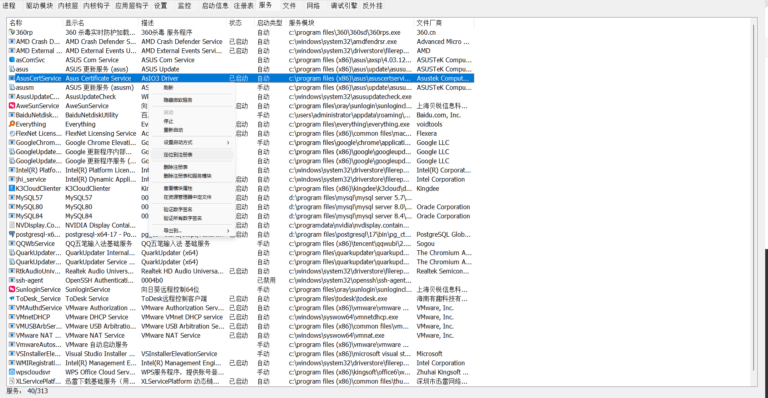 进程 驱动模块 内核层 内核钩子 应用层钩子 设置 监控 启动信息 注册表 服务 文件 网络 调试引擎 反外挂
名称 显示名 描述 状态 启动类型 服务模块 文件厂商
360rp 360 杀毒实时防护加载... 360杀毒 服务程序 自动 c:\program files\360\360sd\360rps.exe 360.cn
AMD Crash D... AMD Crash Defender S... AMD Crash Defender Service 已启动 自动 c:\windows\system32\amdfendrsr.exe Advanced Micro ...
AMD External ... AMD External Events U... AMD External Events Service 已启动 自动 c:\windows\system32\driverstore\filerep... AMD
asComSvc ASUS Com Service ASUS Com Service 已启动 自动 c:\program files (x86)\asus\axsp\4.03.12... ASUSTeK Compu...
asus ASUS 更新服务 (asus) ASUS Update 自动 c:\program files (x86)\asus\update\asusu... ASUSTeK Compu...
AsusCertService Asus Certificate Service AsIO3 Driver 已启动 自动 c:\program files (x86)\asus\asuscertservi... Asustek Comput...
asusm ASUS 更新服务 (asusm) ASUS 手动 c:\program files (x86)\asus\update\asusu... ASUSTeK Compu...
AsusUpdateC... AsusUpdateCheck 自动 c:\windows\system32\asusupdatecheck.exe
AweSunService AweSunService 向 自动 c:\program files\oray\sunlogin\sunlogincl... 上海贝锐信息科...
BaiduNetdisk... BaiduNetdiskUtility 百 手动 c:\users\administrator\appdata\roaming\... Baidu.com, Inc.
Everything Everything 自动 c:\program files\everything\everything.exe voidtools
FlexNet Licens... FlexNet Licensing Service 自动 c:\program files (x86)\common files\mac... Flexera
GoogleChrom... Google Chrome Elevati... 手动 c:\program files\google\chrome\applicati... Google LLC
GoogleUpdat... Google 更新程序内部... 自动 c:\program files (x86)\google\googleupd... Google LLC
GoogleUpdat... Google 更新程序服务 (... 自动 c:\program files (x86)\google\googleupd... Google LLC
Intel(R) Platf... Intel(R) Platform Licen... 自动 c:\windows\system32\driverstore\filerep...
jhi_service Intel(R) Dynamic Appli... 自动 c:\windows\system32\driverstore\filerep... Intel Corporation
K3CloudClienter K3CloudClienter 自动 c:\program files (x86)\kingdee\k3cloud\d... Kingdee
MySQL57 MySQL57 自动 d:\program files\mysql\mysql server 5.7\...
MySQL80 MySQL80 自动 d:\program files\mysql\mysql server 8.0\... Oracle Corporation
MySQL84 MySQL84 自动 d:\program files\mysql\mysql server 8.4\... Oracle Corporation
NVDisplay.Co... NVIDIA Display Contai... 自动 c:\programdata\nvidia\nvdisplay.contain...
postgresql-x6... postgresql-x64-17 - Po... 自动 d:\program files\postgresql\17\bin\pg_ct... PostgreSQL Glob...
QQWbService QQ五笔输入法基础服务 QQ五笔输入法 基础服务 手动 c:\program files (x86)\tencent\qqwubi\2.... Sogou
QuarkUpdater... QuarkUpdater Internal... QuarkUpdater (x64) 自动 c:\program files\quarkupdater\quarkupd... The Chromium A...
QuarkUpdater... QuarkUpdater Service ... QuarkUpdater (x64) 自动 c:\program files\quarkupdater\quarkupd... The Chromium A...
RtkAudioUniv... Realtek Audio Univers... Realtek HD Audio Universa... 已启动 自动 c:\windows\system32\driverstore\filerep... Realtek Semicon...
ssh-agent OpenSSH Authenticati... 0004b0 已禁用 c:\windows\system32\openssh\ssh-agent...
SunloginService SunloginService 向日葵远程控制64位 手动 c:\program files\oray\sunlogin\sunlogincl... 上海贝锐信息科...
ToDesk_Service ToDesk Service ToDesk远程控制客户端 已启动 自动 c:\program files\todesk\todesk.exe 海南有趣科技有...
VMAuthdService VMware Authorization ... VMware Authorization Serv... 已启动 自动 c:\program files (x86)\vmware\vmware ... VMware, Inc.
VMnetDHCP VMware DHCP Service VMware VMnet DHCP service 已启动 自动 c:\windows\syswow64\vmnetdhcp.exe VMware, Inc.
VMUSBArbSer... VMware USB Arbitratio... VMware USB Arbitration Se... 已启动 自动 c:\program files (x86)\common files\vm... VMware, Inc.
VMware NAT ... VMware NAT Service VMware NAT Service 已启动 自动 c:\windows\syswow64\vmnat.exe VMware, Inc.
VmwareAutos... VMware 自动启动服务 手动 c:\program files (x86)\vmware\vmware ...
VSInstallerEle... Visual Studio Installer ... VSInstallerElevationService 手动 c:\program files (x86)\microsoft visual st... Microsoft
WMIRegistrati... Intel(R) Management E... Intel(R) Management Engi... 已启动 自动 c:\windows\system32\driverstore\filerep... Intel Corporation
wpscloudsvr WPS Office Cloud Serv... WPS服务程序，提供账号登... 手动 c:\program files (x86)\kingsoft\office6\w... Zhuhai Kingsoft ...
XLServicePlatf... 迅雷下载基础服务（用... XLServicePlatform 动态链... 已启动 自动 c:\program files (x86)\common files\thu... 深圳市迅雷网络...
刷新
隐藏微软服务
启动
停止
重新启动
设置启动方式
定位到注册表
删除注册表
删除注册表和服务模块
查看模块属性
在资源管理器中定文件
验证数字签名
验证所有数字签名
导出到...
服务： 40/313